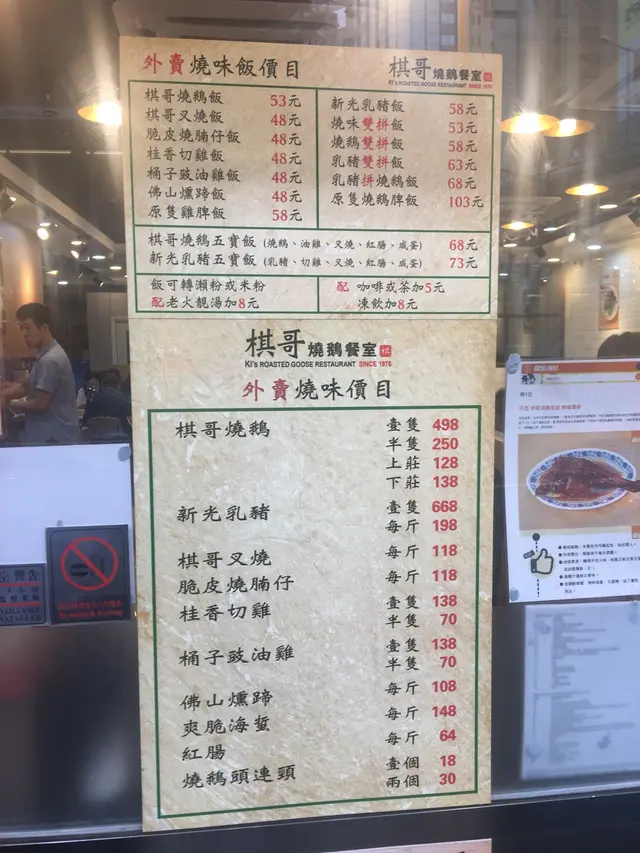 外賣燒味飯價目
棋哥燒鵝餐室
KI's ROASTED GOOSE RESTAURANT SINCE 1976
棋哥燒鵝飯 53元
棋哥叉燒飯 48元
脆皮燒腩仔飯 48元
桂香切雞飯 48元
桶子豉油雞飯 48元
佛山燻蹄飯 48元
原隻雞脾飯 58元
新光乳豬飯 58元
燒味雙拼飯 53元
燒鵝雙拼飯 58元
乳豬雙拼飯 63元
乳豬拼燒鵝飯 68元
原隻燒鵝脾飯 103元
棋哥燒鵝五寶飯 (燒鵝、油雞、叉燒、紅腸、咸蛋) 68元
新光乳豬五寶飯 (乳豬、切雞、叉燒、紅腸、咸蛋) 73元
飯可轉瀨粉或米粉
配老火靚湯加8元
配 咖啡或茶加5元
凍飲加8元
棋哥燒鵝餐室 棋
KI's ROASTED GOOSE RESTAURANT SINCE 1976
外賣燒味價目
棋哥燒鵝 壹隻 498
半隻 250
上莊 128
下莊 138
新光乳豬 壹隻 668
每斤 198
棋哥叉燒 每斤 118
脆皮燒腩仔 每斤 118
桂香切雞 壹隻 138
半隻 70
桶子豉油雞 壹隻 138
半隻 70
佛山燻蹄 每斤 108
爽脆海蜇 每斤 148
紅腸 每斤 64
燒鵝頭連頸 壹個 18
兩個 30